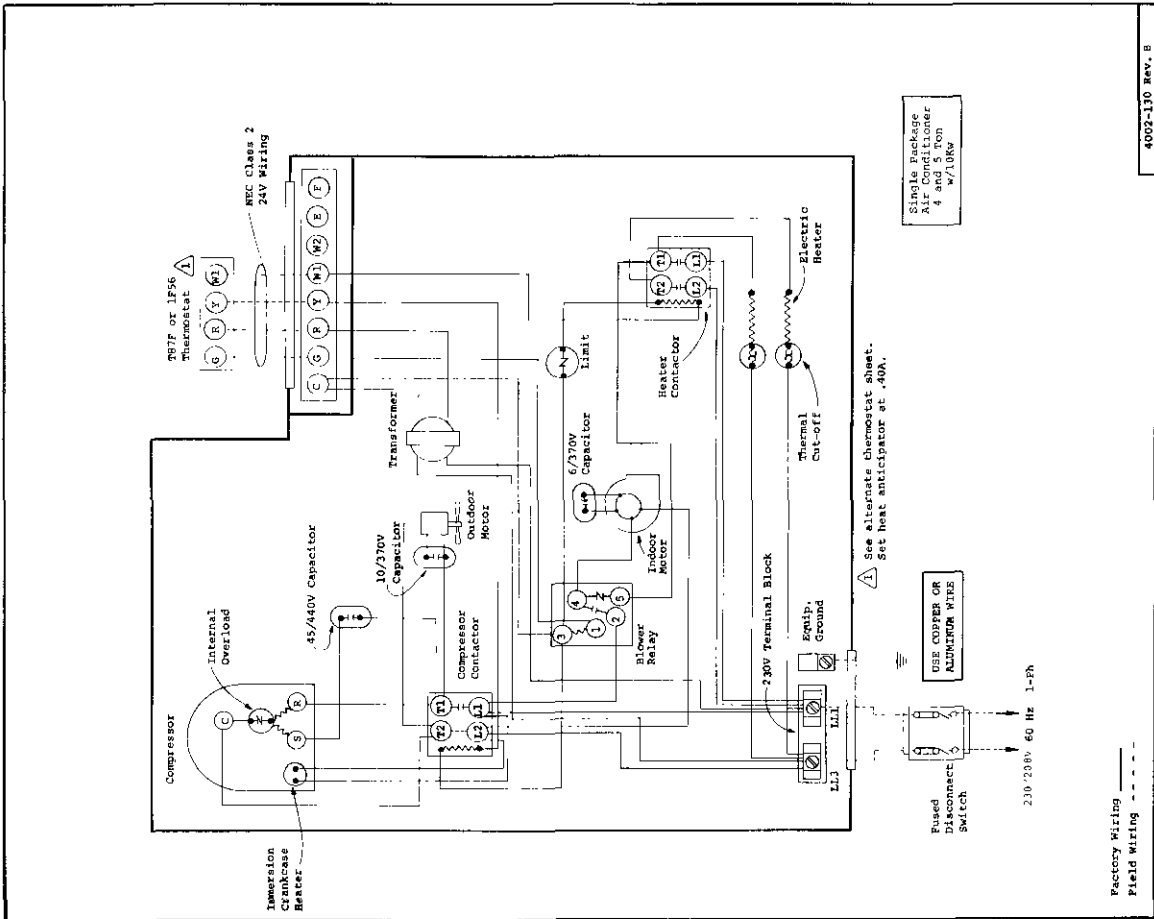 T87F or 1F56
Thermostat
1
G
R
Y
W1
NEC Class 2
24V Wiring
C
G
R
Y
W1
W2
E
F
Transformer
Compressor
Internal
Overload
C
S
R
45/440V Capacitor
10/370V
Capacitor
Outdoor
Motor
Immersion
Crankcase
Heater
Compressor
Contactor
T1
L1
T2
L2
Limit
6/370V
Capacitor
Indoor
Motor
Blower
Relay
3
1
4
2
5
Heater
Contactor
T1
L1
T2
L2
Electric
Heater
Thermal
Cut-off
Single Package
Air Conditioner
4 and 5 Ton
w/10Kw
230V Terminal Block
LL3
LL1
Equip.
Ground
1 See alternate thermostat sheet.
Set heat anticipator at .40A.
USE COPPER OR
ALUMINUM WIRE
Fused
Disconnect
Switch
230/208V 60 Hz 1-Ph
Factory Wiring
Field Wiring
4002-130 Rev. B